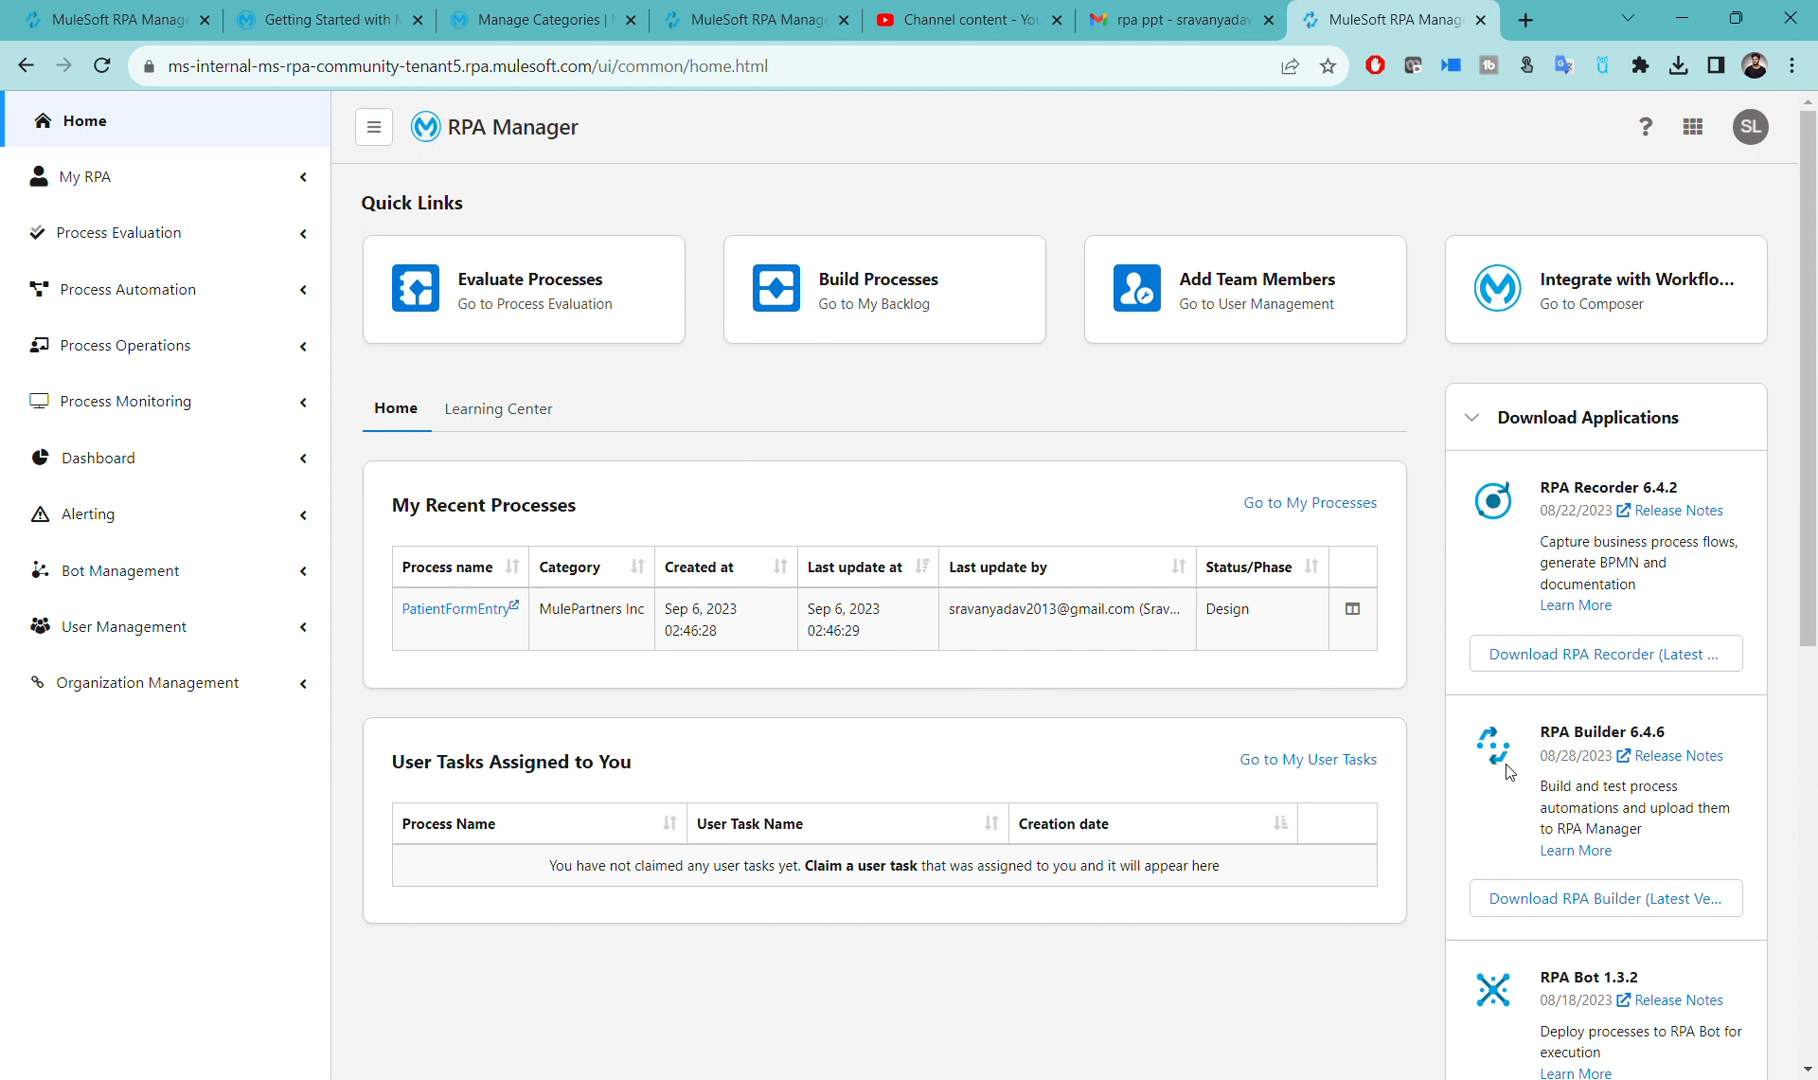 MuleSoft RPA Manage
Getting Started with
Manage Categories |
MuleSoft RPA Manage
Channel content - You
rpa ppt - sravanyadav
MuleSoft RPA Manage
ms-internal-ms-rpa-community-tenant5.rpa.mulesoft.com/ui/common/home.html
Home
My RPA
Process Evaluation
Process Automation
Process Operations
Process Monitoring
Dashboard
Alerting
Bot Management
User Management
Organization Management
RPA Manager
?
SL
Quick Links
Evaluate Processes
Go to Process Evaluation
Build Processes
Go to My Backlog
Add Team Members
Go to User Management
Integrate with Workflo...
Go to Composer
Home Learning Center
My Recent Processes Go to My Processes
Process name Category Created at Last update at Last update by Status/Phase
PatientFormEntry MulePartners Inc Sep 6, 2023 Sep 6, 2023 sravanyadav2013@gmail.com (Srav... Design
02:46:28 02:46:29
User Tasks Assigned to You Go to My User Tasks
Process Name User Task Name Creation date
You have not claimed any user tasks yet. Claim a user task that was assigned to you and it will appear here
Download Applications
RPA Recorder 6.4.2
08/22/2023 Release Notes
Capture business process flows,
generate BPMN and
documentation
Learn More
Download RPA Recorder (Latest ...
RPA Builder 6.4.6
08/28/2023 Release Notes
Build and test process
automations and upload them
to RPA Manager
Learn More
Download RPA Builder (Latest Ve...
RPA Bot 1.3.2
08/18/2023 Release Notes
Deploy processes to RPA Bot for
execution
Learn More